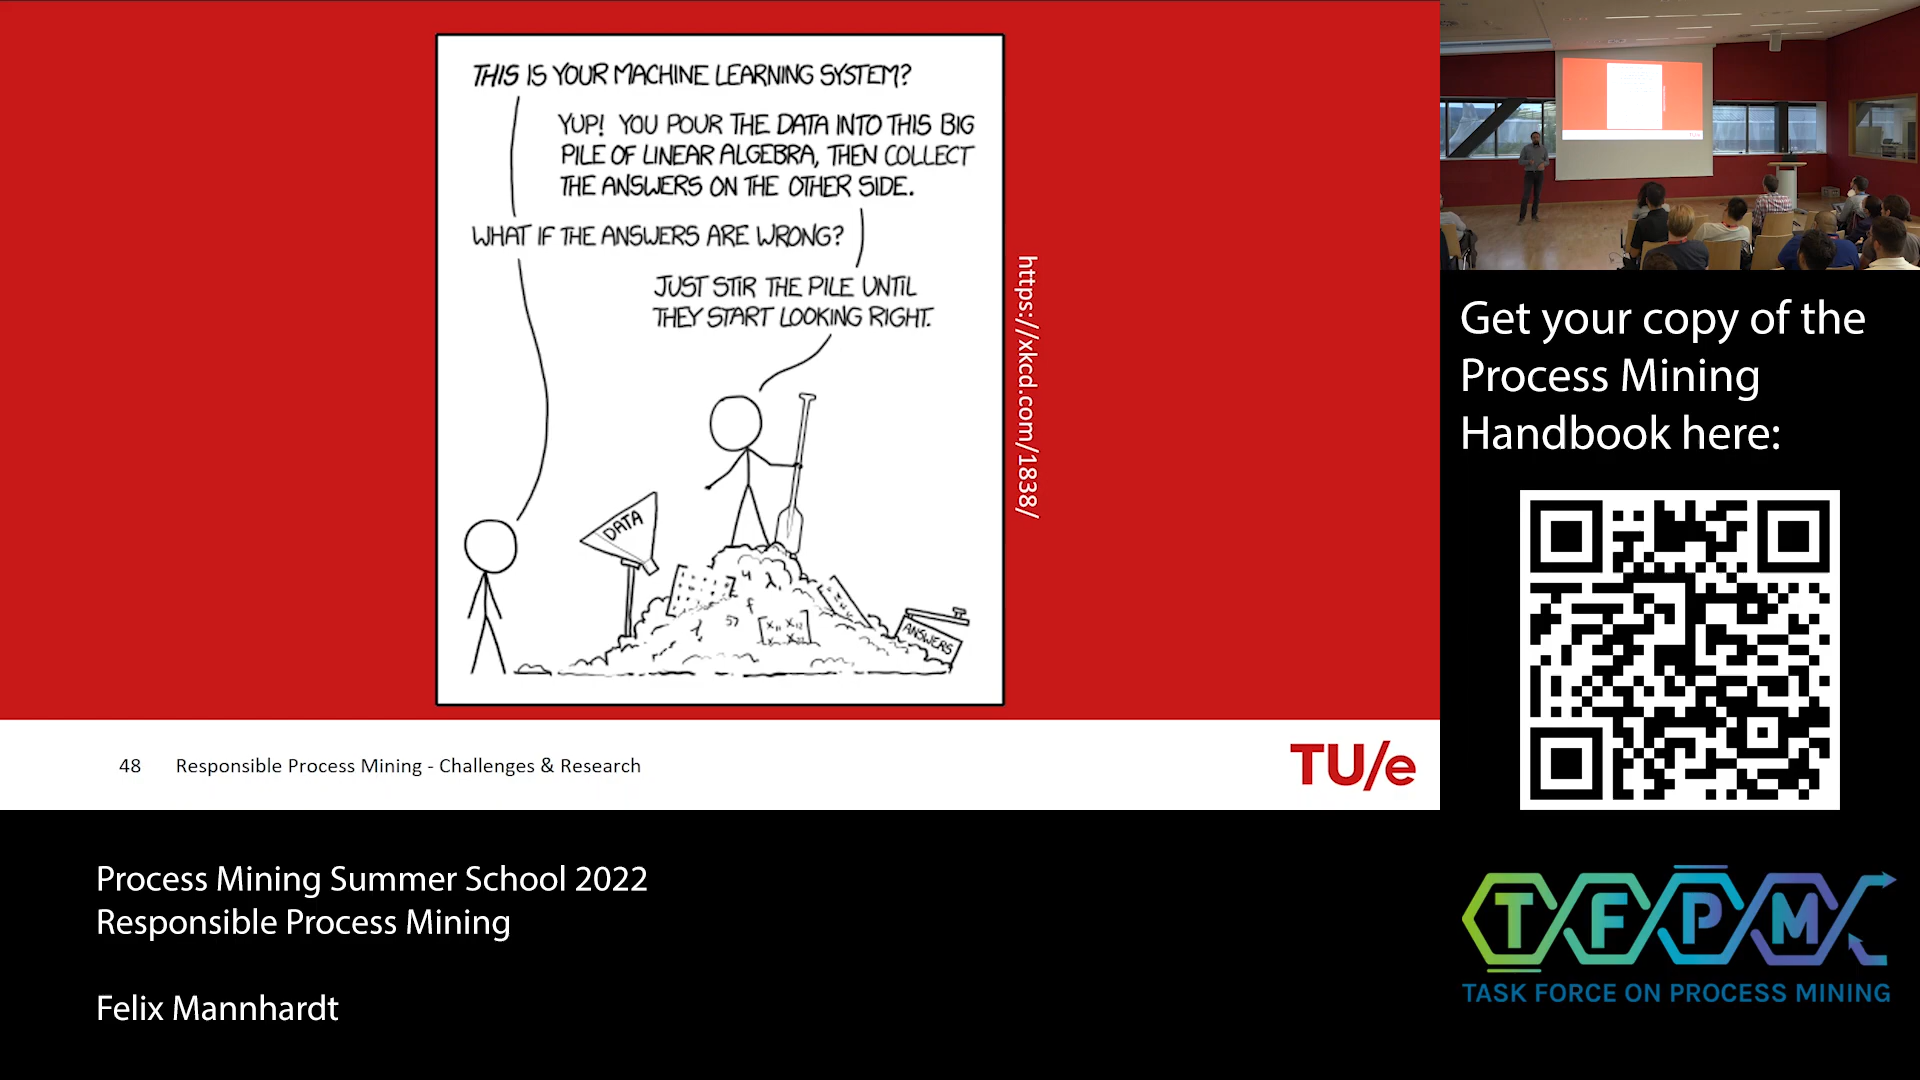 THIS IS YOUR MACHINE LEARNING SYSTEM?
YUP! YOU POUR THE DATA INTO THIS BIG
PILE OF LINEAR ALGEBRA, THEN COLLECT
THE ANSWERS ON THE OTHER SIDE.
WHAT IF THE ANSWERS ARE WRONG?
JUST STIR THE PILE UNTIL
THEY START LOOKING RIGHT.
DATA
ANSWERS
https://xkcd.com/1838/
48 Responsible Process Mining - Challenges & Research
TU/e
Get your copy of the
Process Mining
Handbook here:
Process Mining Summer School 2022
Responsible Process Mining
Felix Mannhardt
TFPM
TASK FORCE ON PROCESS MINING